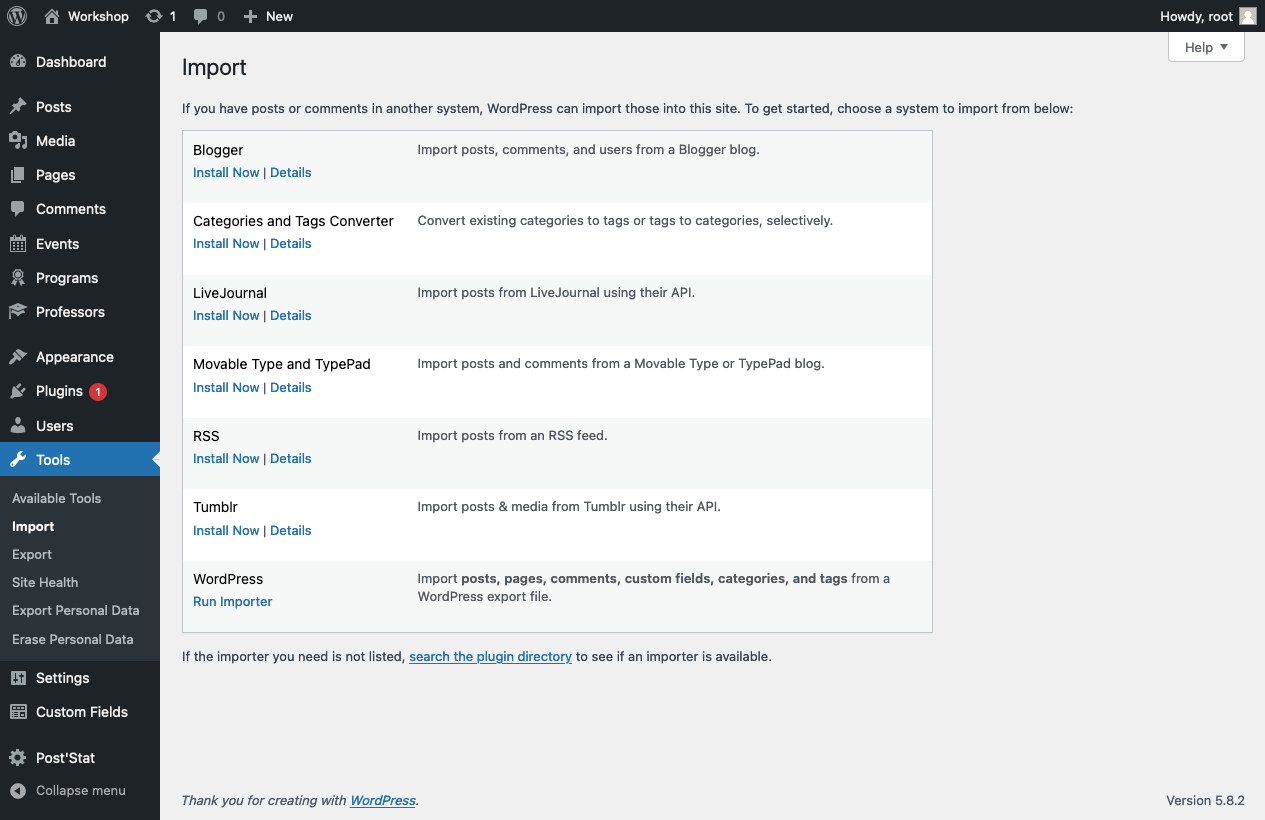 Workshop 1 0 New Howdy, root
Help
Dashboard
Posts
Media
Pages
Comments
Events
Programs
Professors
Appearance
Plugins 1
Users
Tools
Available Tools
Import
Export
Site Health
Export Personal Data
Erase Personal Data
Settings
Custom Fields
Post'Stat
Collapse menu
Import
If you have posts or comments in another system, WordPress can import those into this site. To get started, choose a system to import from below:
Blogger Import posts, comments, and users from a Blogger blog.
Install Now | Details
Categories and Tags Converter Convert existing categories to tags or tags to categories, selectively.
Install Now | Details
LiveJournal Import posts from LiveJournal using their API.
Install Now | Details
Movable Type and TypePad Import posts and comments from a Movable Type or TypePad blog.
Install Now | Details
RSS Import posts from an RSS feed.
Install Now | Details
Tumblr Import posts & media from Tumblr using their API.
Install Now | Details
WordPress Import posts, pages, comments, custom fields, categories, and tags from a
Run Importer WordPress export file.
If the importer you need is not listed, search the plugin directory to see if an importer is available.
Thank you for creating with WordPress. Version 5.8.2